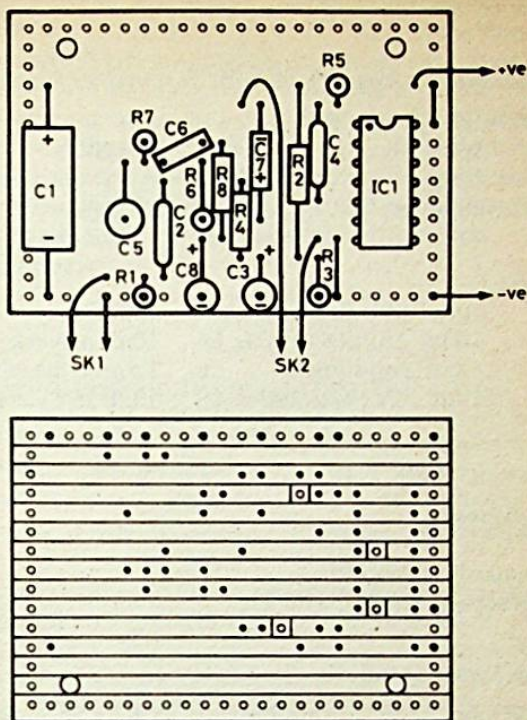 R5
+ve
R7
C6
+
C7
+
C4
C1
R6
R8
R2
IC1
R4
C2
C5
+
+
-
C8
C3
R1
R3
-
-
-ve
SK1
SK2